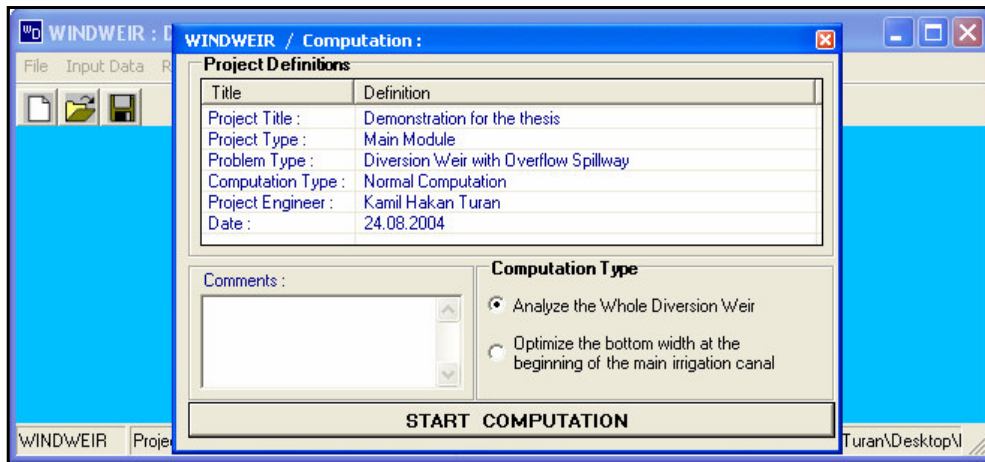 WINDWEIR : D
WINDWEIR / Computation :
File Input Data R
Project Definitions
Title Definition
Project Title : Demonstration for the thesis
Project Type : Main Module
Problem Type : Diversion Weir with Overflow Spillway
Computation Type : Normal Computation
Project Engineer : Kamil Hakan Turan
Date : 24.08.2004
Comments :
Computation Type
Analyze the Whole Diversion Weir
Optimize the bottom width at the
beginning of the main irrigation canal
START COMPUTATION
WINDWEIR Proje Turan\Desktop\